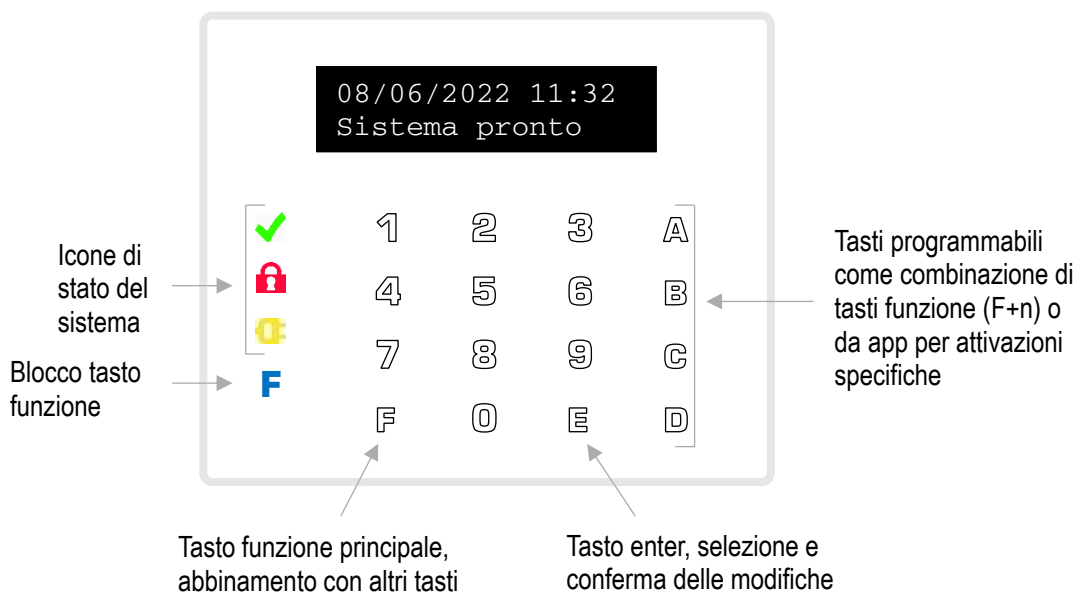 08/06/2022 11:32
Sistema pronto
1 2 3 A
4 5 6 B
7 8 9 C
F
F 0 E D
Icone di
stato del
sistema
Blocco tasto
funzione
Tasti programmabili
come combinazione di
tasti funzione (F+n) o
da app per attivazioni
specifiche
Tasto funzione principale,
abbinamento con altri tasti
Tasto enter, selezione e
conferma delle modifiche